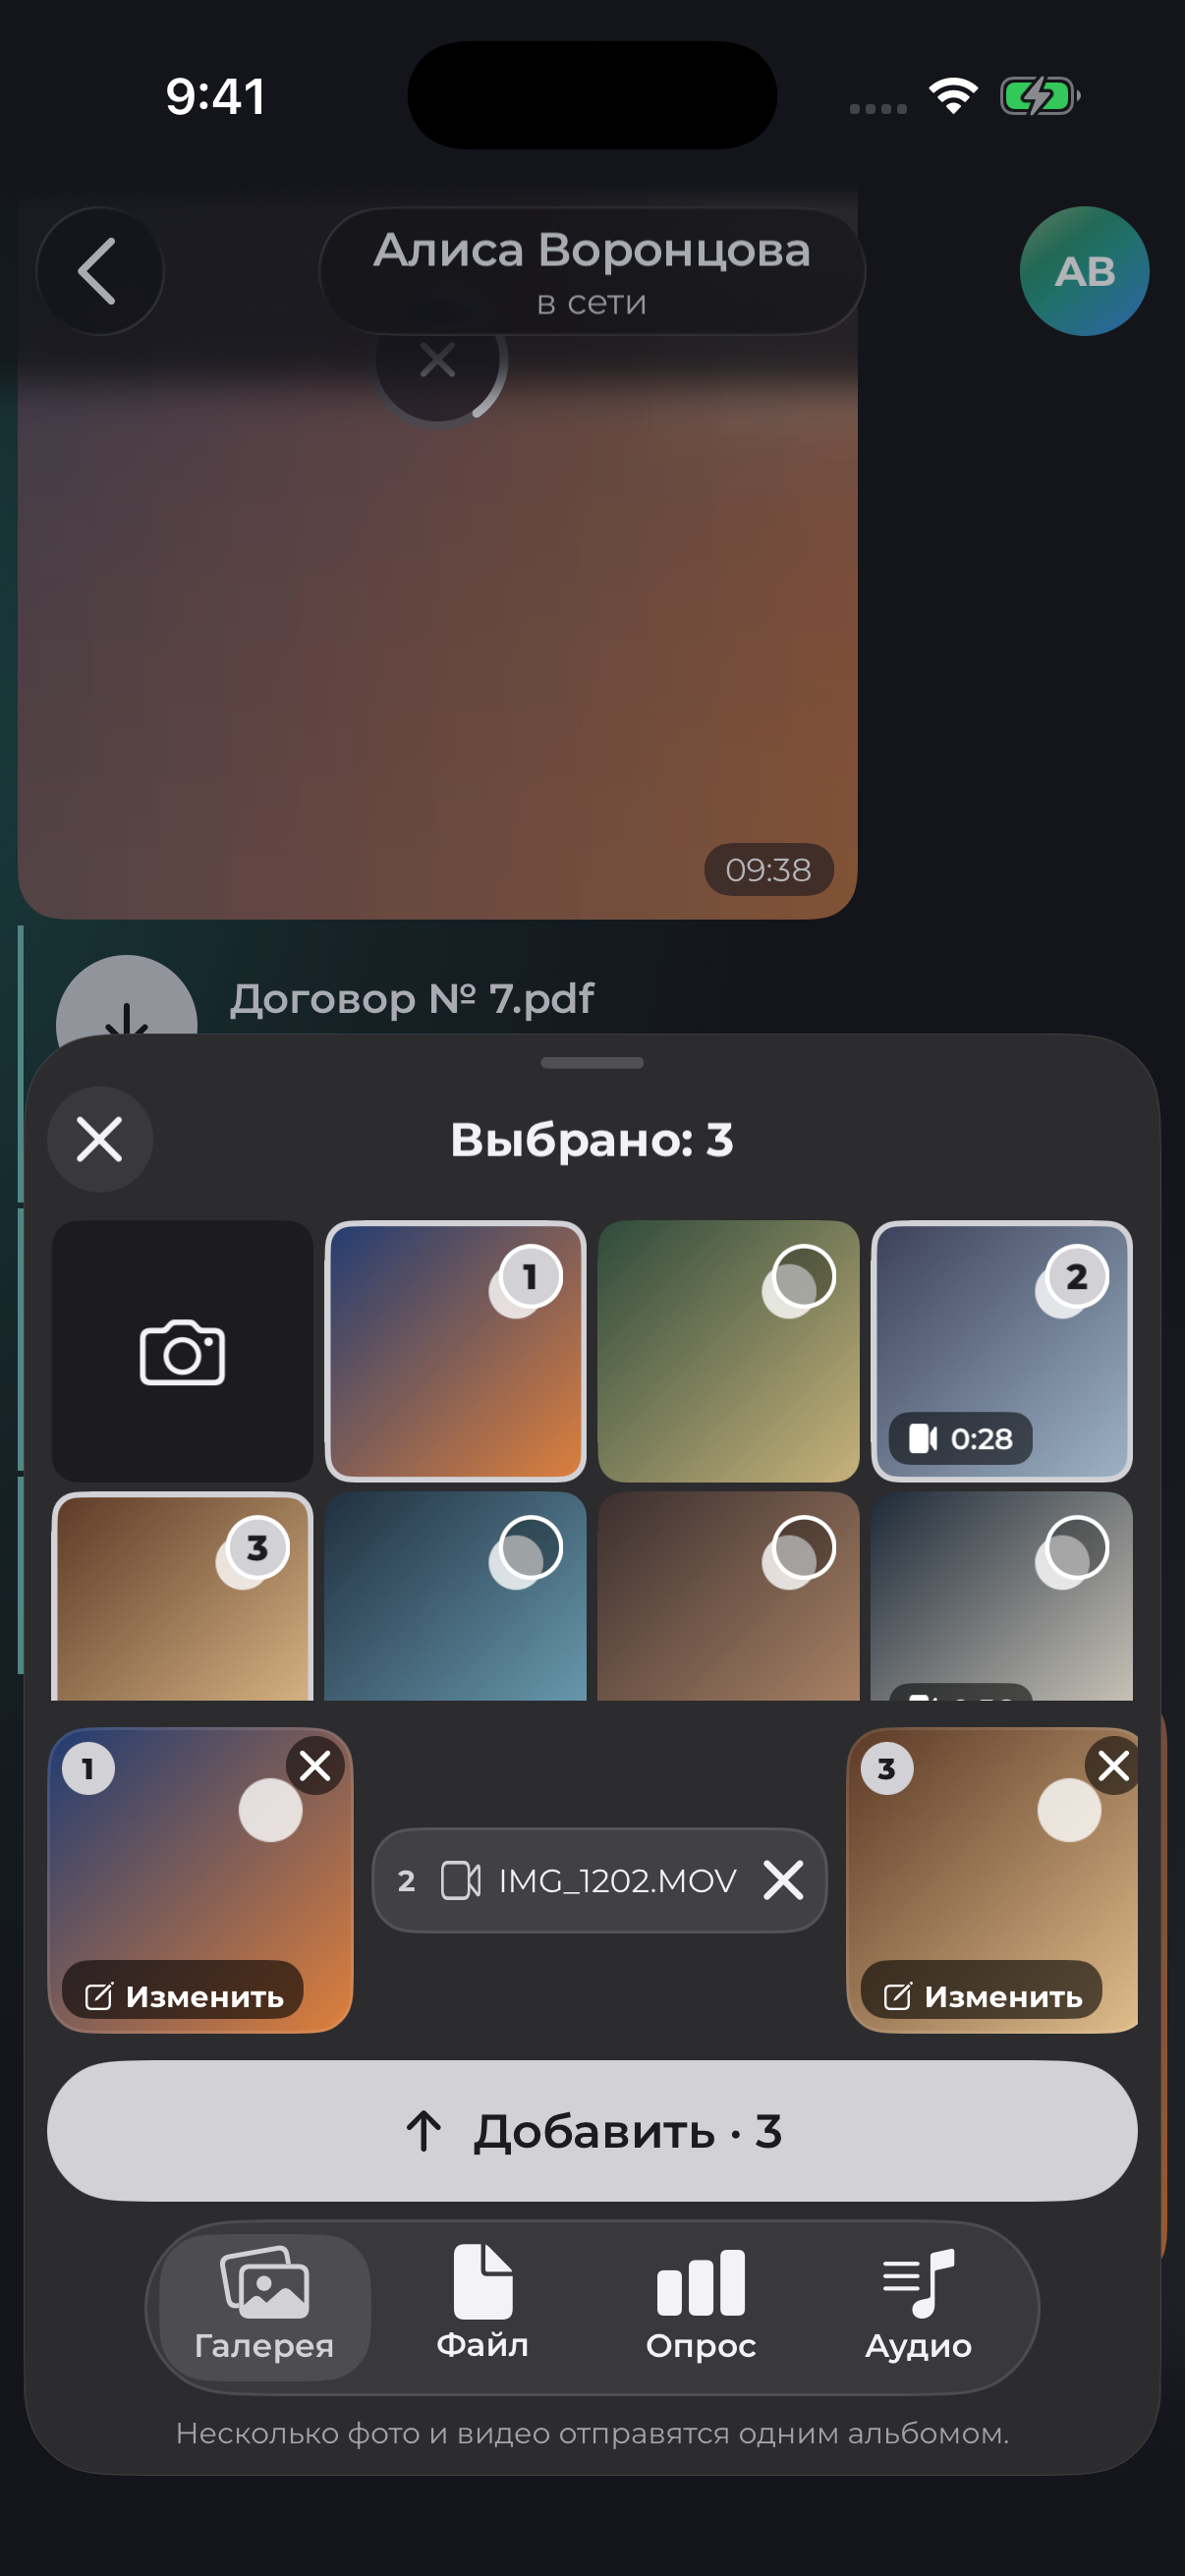 9:41
Алиса Воронцова
в сети
АВ
09:38
Договор № 7.pdf
Выбрано: 3
1
2
0:28
3
1
Изменить
2 IMG_1202.MOV
3
Изменить
Добавить · 3
Галерея
Файл
Опрос
Аудио
Несколько фото и видео отправятся одним альбомом.